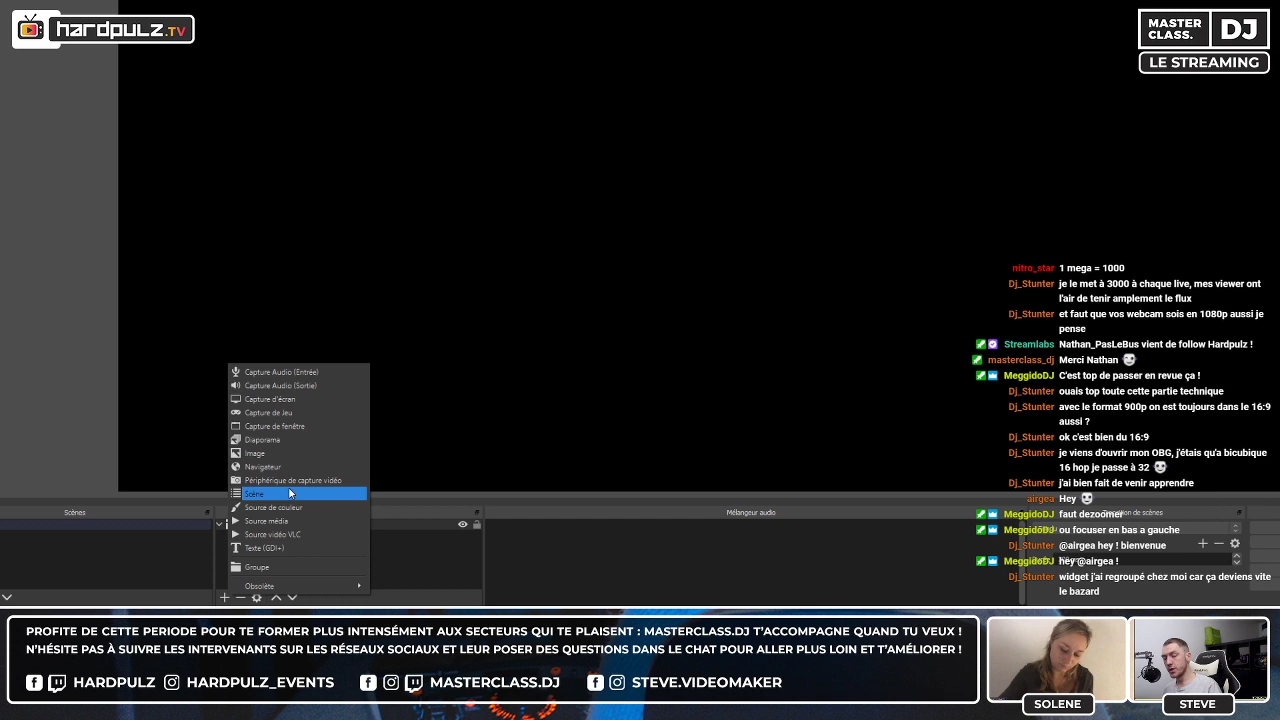 hardpulz.TV
MASTER
CLASS.
DJ
LE STREAMING
nitro_star 1 mega = 1000
Dj_Stunter je le met à 3000 à chaque live, mes viewer ont
l'air de tenir amplement le flux
Dj_Stunter et faut que vos webcam sois en 1080p aussi je
pense
Streamlabs Nathan_PasLeBus vient de follow Hardpulz !
masterclass_dj Merci Nathan
MeggidoDJ C'est top de passer en revue ça !
Dj_Stunter ouais top toute cette partie technique
Dj_Stunter avec le format 900p on est toujours dans le 16:9
aussi ?
Dj_Stunter ok c'est bien du 16:9
Dj_Stunter je viens d'ouvrir mon OBG, j'étais qu'a bicubique
16 hop je passe à 32
Dj_Stunter j'ai bien fait de venir apprendre
airgea Hey
MeggidoDJ faut dezoomer
MeggidoDJ ou focuser en bas a gauche
Dj_Stunter @airgea hey ! bienvenue
MeggidoDJ hey @airgea !
Dj_Stunter widget j'ai regroupé chez moi car ça deviens vite
le bazard
Capture Audio (Entrée)
Capture Audio (Sortie)
Capture d'écran
Capture de Jeu
Capture de fenêtre
Diaporama
Image
Navigateur
Périphérique de capture vidéo
Scène
Source de couleur
Source média
Source vidéo VLC
Texte (GDI+)
Groupe
Obsolète
Scènes
Mélangeur audio
de scènes
PROFITE DE CETTE PERIODE POUR TE FORMER PLUS INTENSÉMENT AUX SECTEURS QUI TE PLAISENT : MASTERCLASS.DJ T'ACCOMPAGNE QUAND TU VEUX !
N'HÉSITE PAS À SUIVRE LES INTERVENANTS SUR LES RÉSEAUX SOCIAUX ET LEUR POSER DES QUESTIONS DANS LE CHAT POUR ALLER PLUS LOIN ET T'AMÉLIORER !
HARDPULZ HARDPULZ_EVENTS MASTERCLASS.DJ STEVE.VIDEOMAKER
SOLENE
STEVE